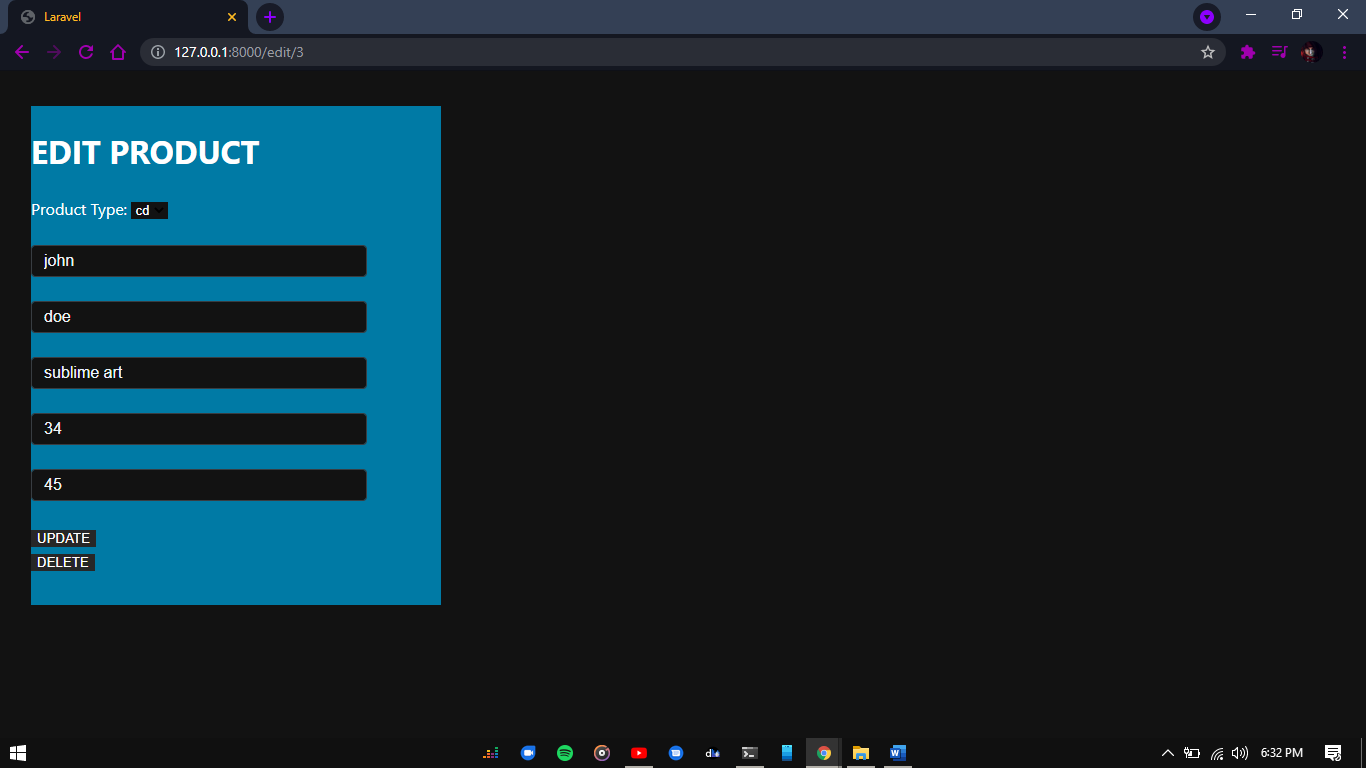 Laravel
127.0.0.1:8000/edit/3
EDIT PRODUCT
Product Type: cd
john
doe
sublime art
34
45
UPDATE
DELETE
6:32 PM